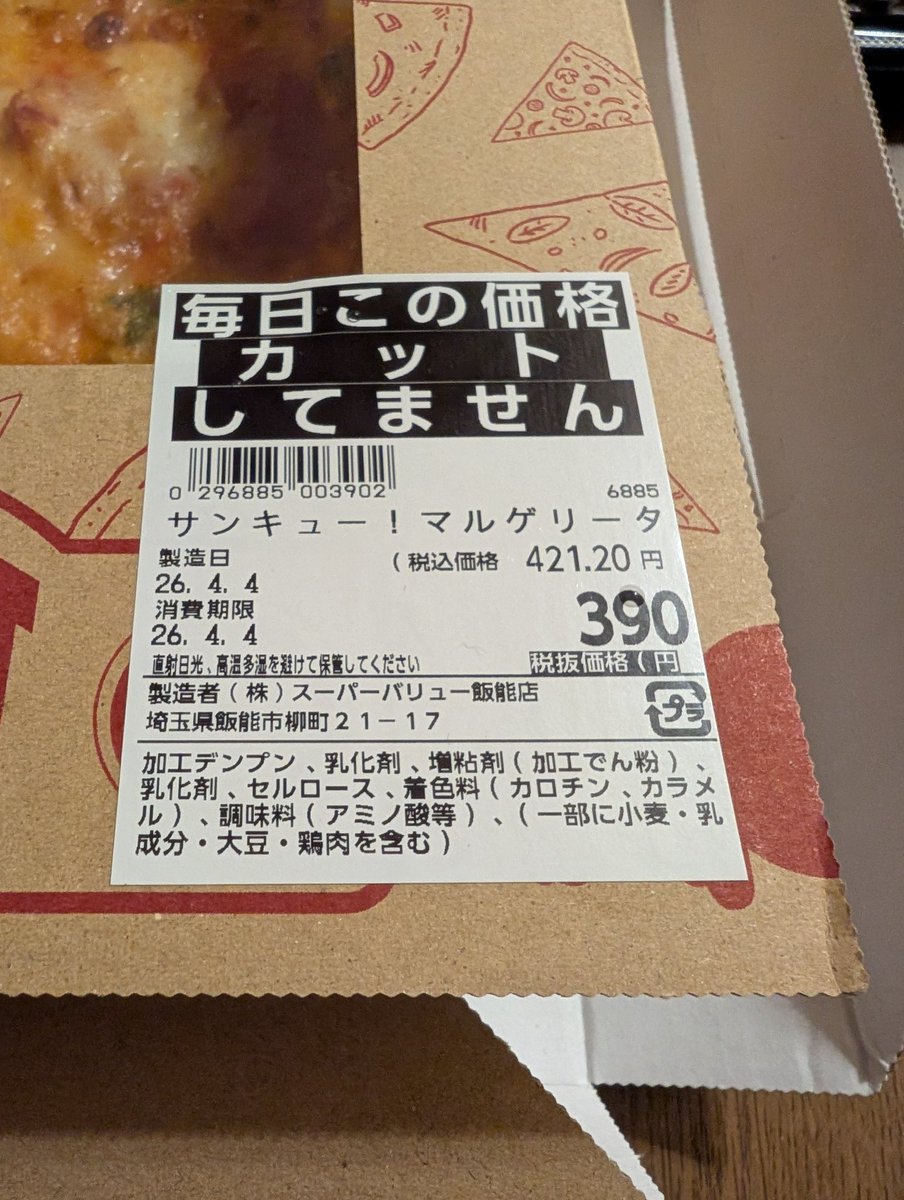 毎日この価格
カット
してません
0 296885 003902
6885
サンキュー！マルゲリータ
製造日
（税込価格 421.20 円
26. 4. 4
消費期限
390
26. 4. 4
直射日光、高温多湿を避けて保管してください
税抜価格（円
製造者（株）スーパーバリュー飯能店
プラ
埼玉県飯能市柳町２１－１７
加工デンプン、乳化剤、増粘剤（加工でん粉）、
乳化剤、セルロース、着色料（カロチン、カラメ
ル）、調味料（アミノ酸等）、（一部に小麦・乳
成分・大豆・鶏肉を含む）